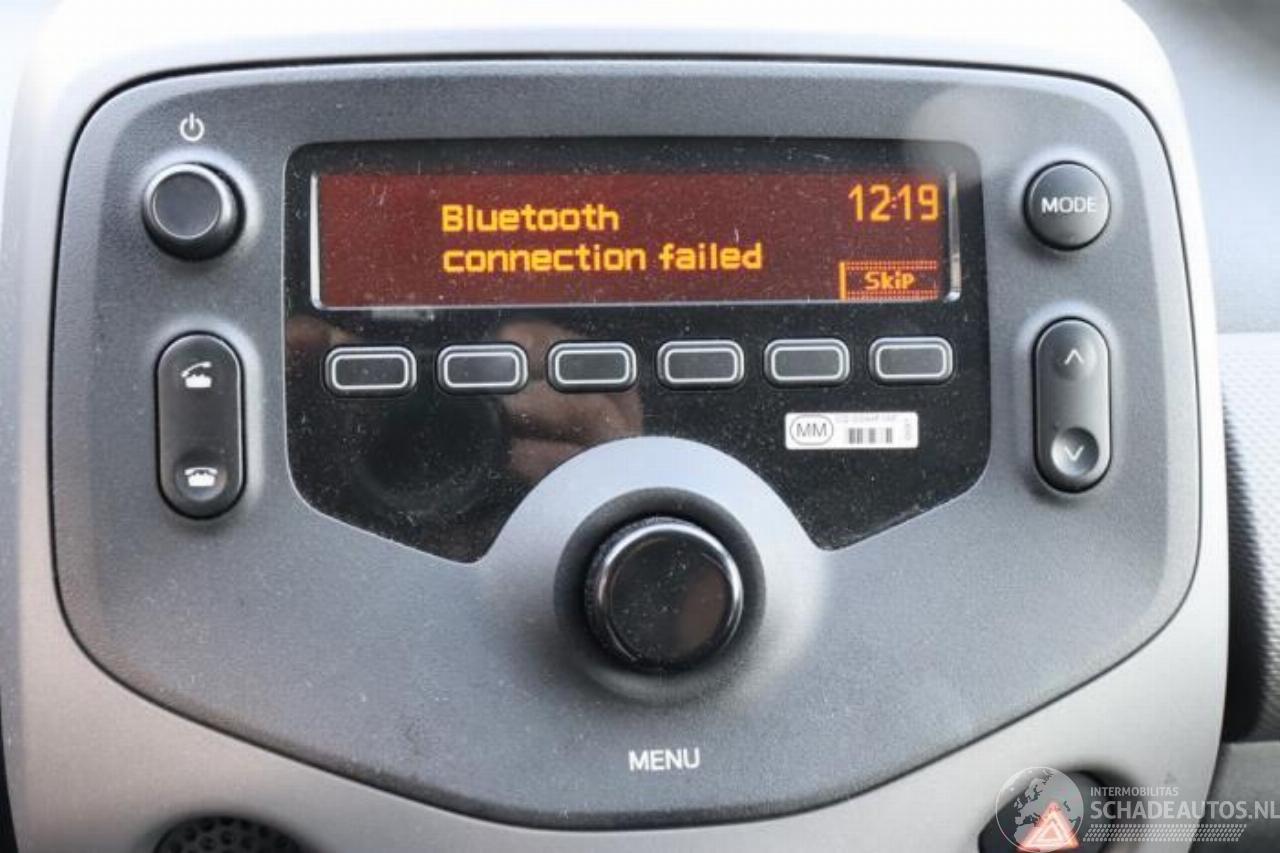 Bluetooth
connection failed
12:19
Skip
MODE
MM
MENU
INTERMOBILITAS
SCHADEAUTOS.NL